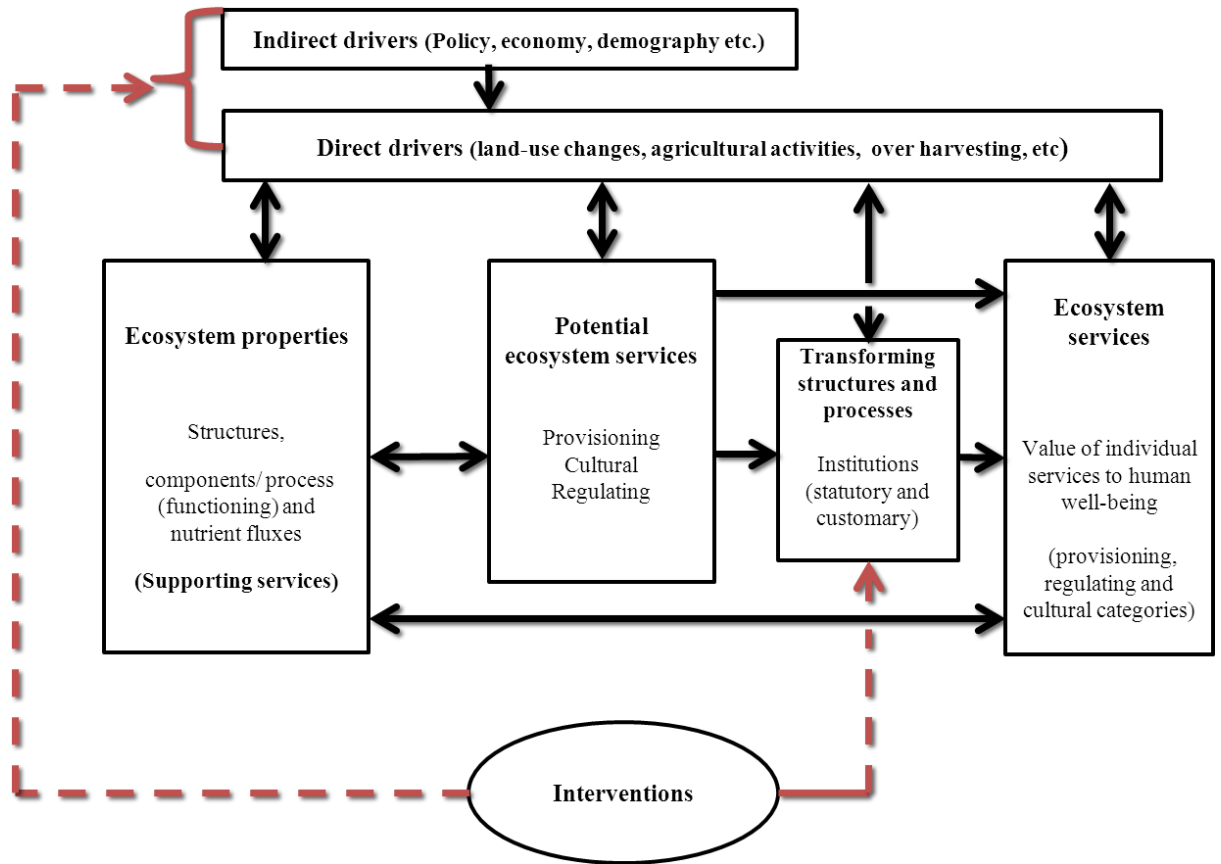 Indirect drivers (Policy, economy, demography etc.)
Direct drivers (land-use changes, agricultural activities, over harvesting, etc)
Ecosystem properties
Structures,
components/ process
(functioning) and
nutrient fluxes
(Supporting services)
Potential
ecosystem services
Provisioning
Cultural
Regulating
Transforming
structures and
processes
Institutions
(statutory and
customary)
Ecosystem
services
Value of individual
services to human
well-being
(provisioning,
regulating and
cultural categories)
Interventions